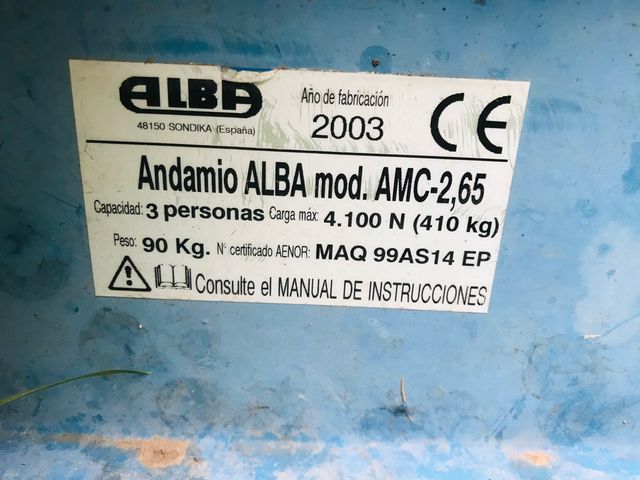 ALBA
48150 SONDIKA (España)
Año de fabricación
2003
CE
Andamio ALBA mod. AMC-2,65
Capacidad: 3 personas Carga máx: 4.100 N (410 kg)
Peso: 90 Kg. N° certificado AENOR: MAQ 99AS14 EP
Consulte el MANUAL DE INSTRUCCIONES